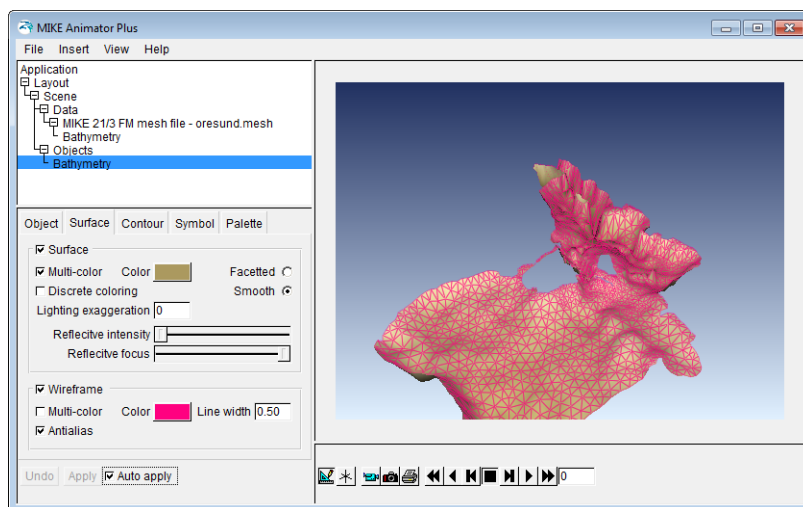 MIKE Animator Plus
File Insert View Help
Application
Layout
Scene
Data
MIKE 21/3 FM mesh file - oresund.mesh
Bathymetry
Objects
Bathymetry
Object Surface Contour Symbol Palette
Surface
Multi-color Color Facetted
Discrete coloring Smooth
Lighting exaggeration 0
Reflecitve intensity
Reflecitve focus
Wireframe
Multi-color Color Line width 0.50
Antialias
Undo Apply Auto apply
0